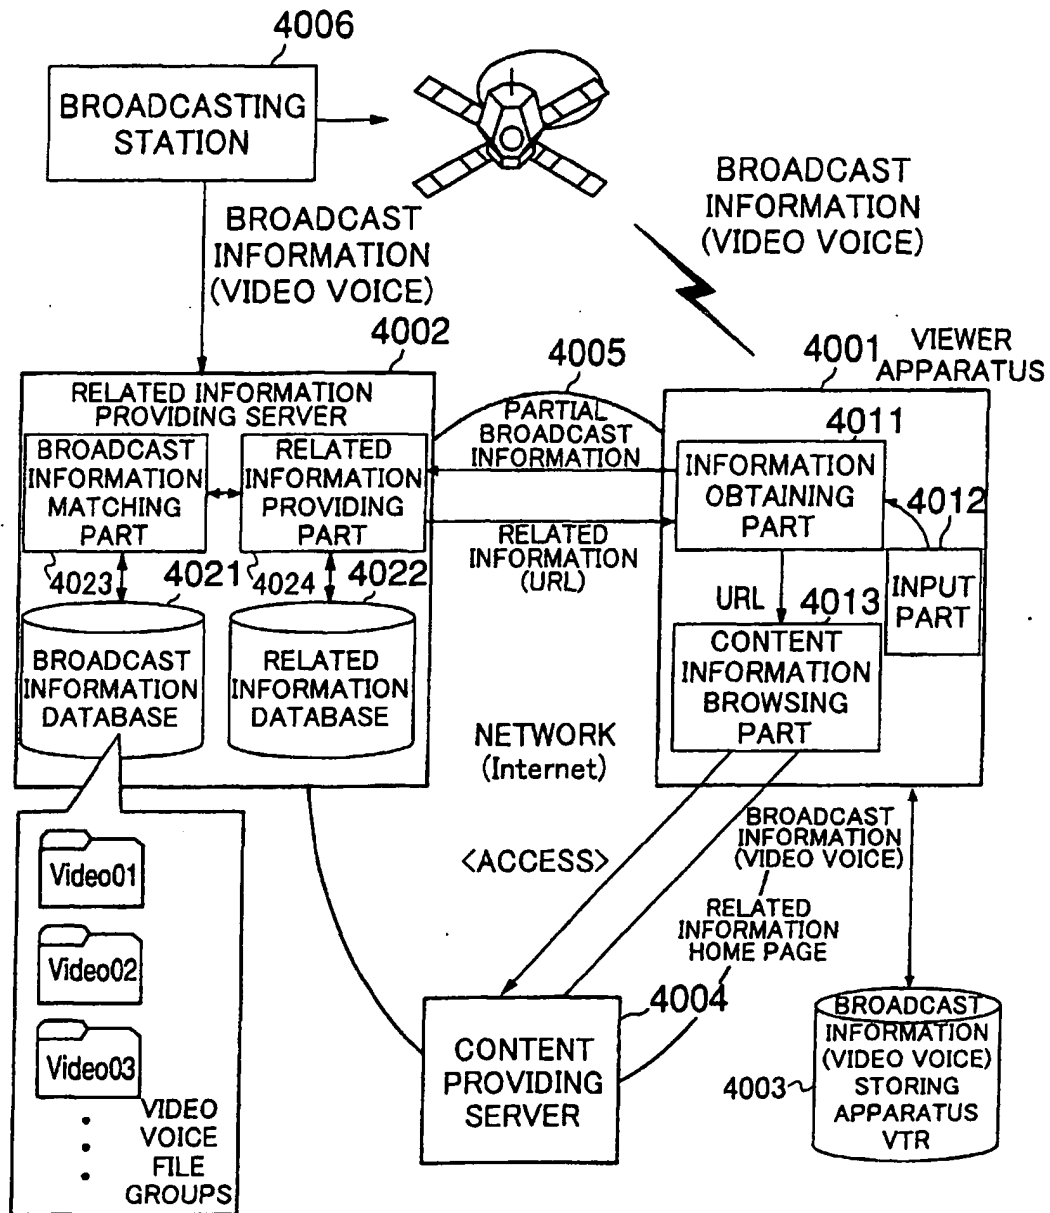 4006
BROADCASTING
STATION
BROADCAST
INFORMATION
(VIDEO VOICE)
BROADCAST
INFORMATION
(VIDEO VOICE)
4002
RELATED INFORMATION
PROVIDING SERVER
BROADCAST
INFORMATION
MATCHING
PART
4023
RELATED
INFORMATION
PROVIDING
PART
4024
4021
BROADCAST
INFORMATION
DATABASE
4022
RELATED
INFORMATION
DATABASE
4005
PARTIAL
BROADCAST
INFORMATION
RELATED
INFORMATION
(URL)
4001
VIEWER
APPARATUS
4011
INFORMATION
OBTAINING
PART
4012
INPUT
PART
URL
4013
CONTENT
INFORMATION
BROWSING
PART
NETWORK
(Internet)
<ACCESS>
BROADCAST
INFORMATION
(VIDEO VOICE)
RELATED
INFORMATION
HOME PAGE
Video01
Video02
Video03
VIDEO
VOICE
FILE
GROUPS
4004
CONTENT
PROVIDING
SERVER
4003
BROADCAST
INFORMATION
(VIDEO VOICE)
STORING
APPARATUS
VTR